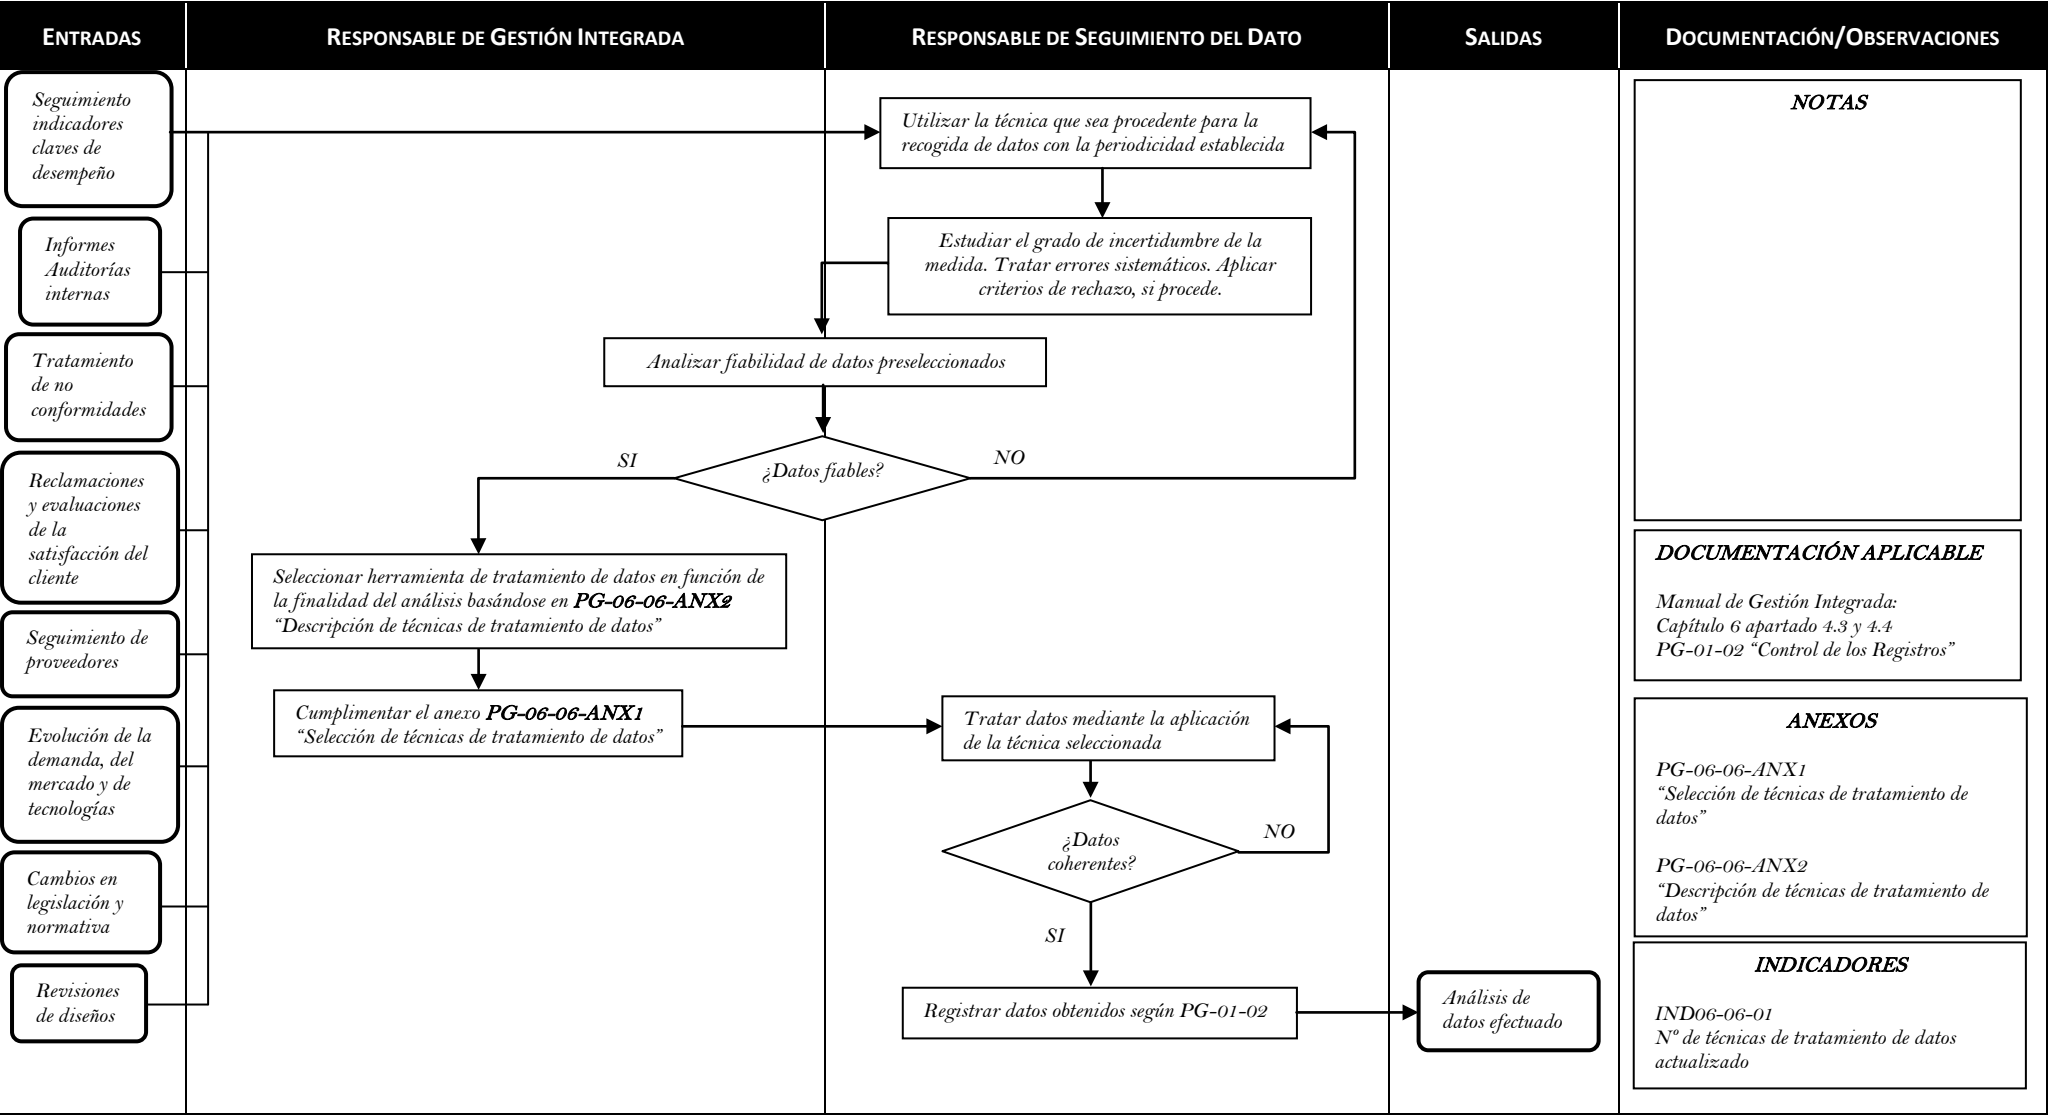 ENTRADAS
RESPONSABLE DE GESTIÓN INTEGRADA
RESPONSABLE DE SEGUIMIENTO DEL DATO
SALIDAS
DOCUMENTACIÓN/OBSERVACIONES
Seguimiento
indicadores
claves de
desempeño
Informes
Auditorías
internas
Tratamiento
de no
conformidades
Reclamaciones
y evaluaciones
de la
satisfacción del
cliente
Seguimiento de
proveedores
Evolución de la
demanda, del
mercado y de
tecnologías
Cambios en
legislación y
normativa
Revisiones
de diseños
Utilizar la técnica que sea procedente para la
recogida de datos con la periodicidad establecida
Estudiar el grado de incertidumbre de la
medida. Tratar errores sistemáticos. Aplicar
criterios de rechazo, si procede.
Analizar fiabilidad de datos preseleccionados
¿Datos fiables?
SI
NO
Seleccionar herramienta de tratamiento de datos en función de
la finalidad del análisis basándose en PG-06-06-ANX2
“Descripción de técnicas de tratamiento de datos”
Cumplimentar el anexo PG-06-06-ANX1
“Selección de técnicas de tratamiento de datos”
Tratar datos mediante la aplicación
de la técnica seleccionada
¿Datos
coherentes?
NO
SI
Registrar datos obtenidos según PG-01-02
Análisis de
datos efectuado
NOTAS
DOCUMENTACIÓN APLICABLE
Manual de Gestión Integrada:
Capítulo 6 apartado 4.3 y 4.4
PG-01-02 “Control de los Registros”
ANEXOS
PG-06-06-ANX1
“Selección de técnicas de tratamiento de
datos”
PG-06-06-ANX2
“Descripción de técnicas de tratamiento de
datos”
INDICADORES
IND06-06-01
Nº de técnicas de tratamiento de datos
actualizado